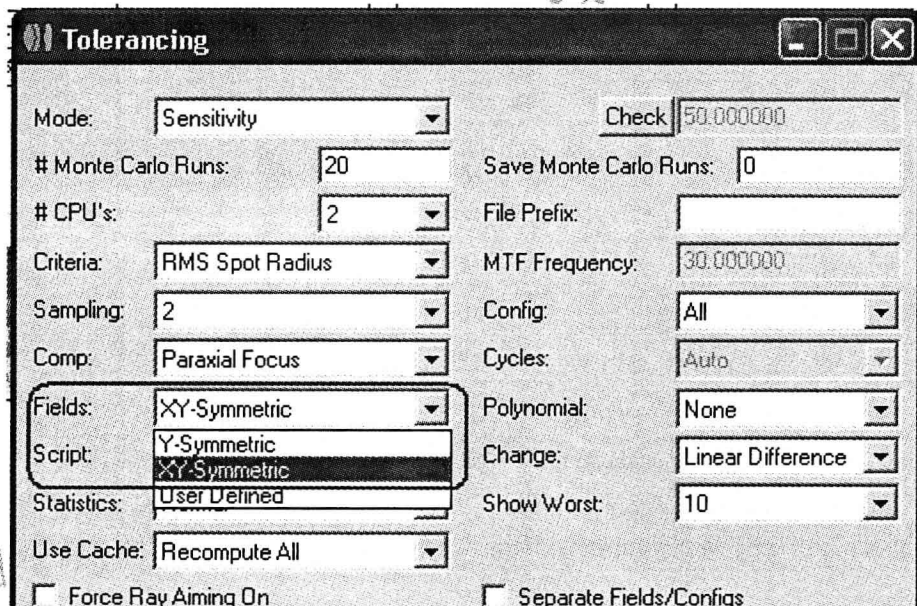 Tolerancing
Mode: Sensitivity Check 50.000000
# Monte Carlo Runs: 20 Save Monte Carlo Runs: 0
# CPU's: 2 File Prefix:
Criteria: RMS Spot Radius MTF Frequency: 30.000000
Sampling: 2 Config: All
Comp: Paraxial Focus Cycles: Auto
Fields: XY-Symmetric Polynomial: None
Y-Symmetric
Script: XY-Symmetric Change: Linear Difference
User Defined
Statistics: Show Worst: 10
Use Cache: Recompute All
Force Ray Aiming On Separate Fields/Configs